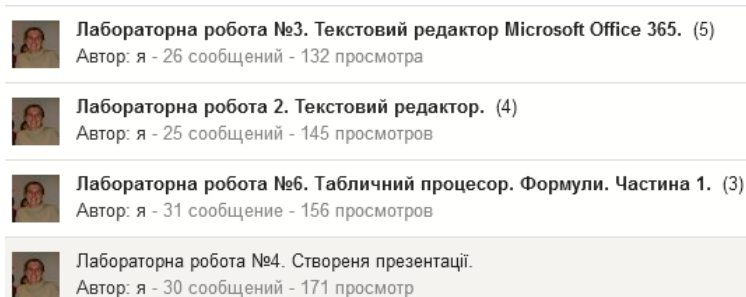 Лабораторна робота №3. Текстовий редактор Microsoft Office 365. (5)
Автор: я - 26 сообщений - 132 просмотра
Лабораторна робота 2. Текстовий редактор. (4)
Автор: я - 25 сообщений - 145 просмотров
Лабораторна робота №6. Табличний процесор. Формули. Частина 1. (3)
Автор: я - 31 сообщение - 156 просмотров
Лабораторна робота №4. Створеня презентації.
Автор: я - 30 сообщений - 171 просмотр